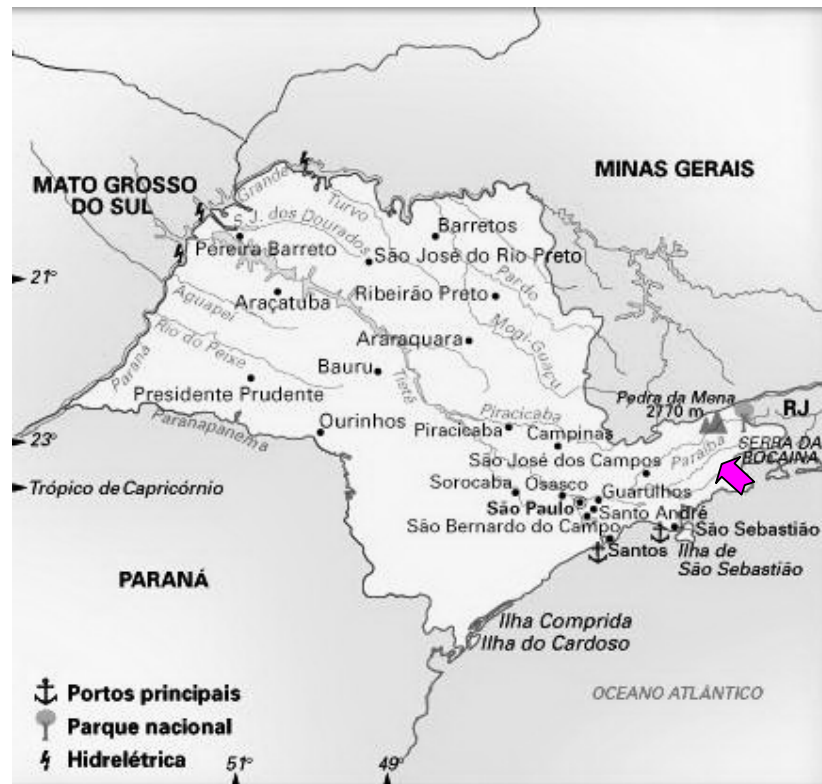 MINAS GERAIS
MATO GROSSO
DO SUL
Grande
Turvo
S. J. dos Dourados
Barretos
Pereira Barreto
São José do Rio Preto
21°
Pardo
Aguapeí
Araçatuba
Ribeirão Preto
Rio do Peixe
Araraquara
Mogi-Guaçu
Paraná
Bauru
Tietê
Presidente Prudente
Pedra da Mena
2770 m
RJ
Paranapanema
Ourinhos
Piracicaba
Piracicaba
Campinas
23°
Paraíba
SERRA DA
BOCAINA
São José dos Campos
Trópico de Capricórnio
Sorocaba
Osasco
Guarulhos
São Paulo
Santo André
São Bernardo do Campo
São Sebastião
Santos
Ilha de
São Sebastião
PARANÁ
Ilha Comprida
Ilha do Cardoso
OCEANO ATLÂNTICO
Portos principais
Parque nacional
Hidrelétrica
51°
49°